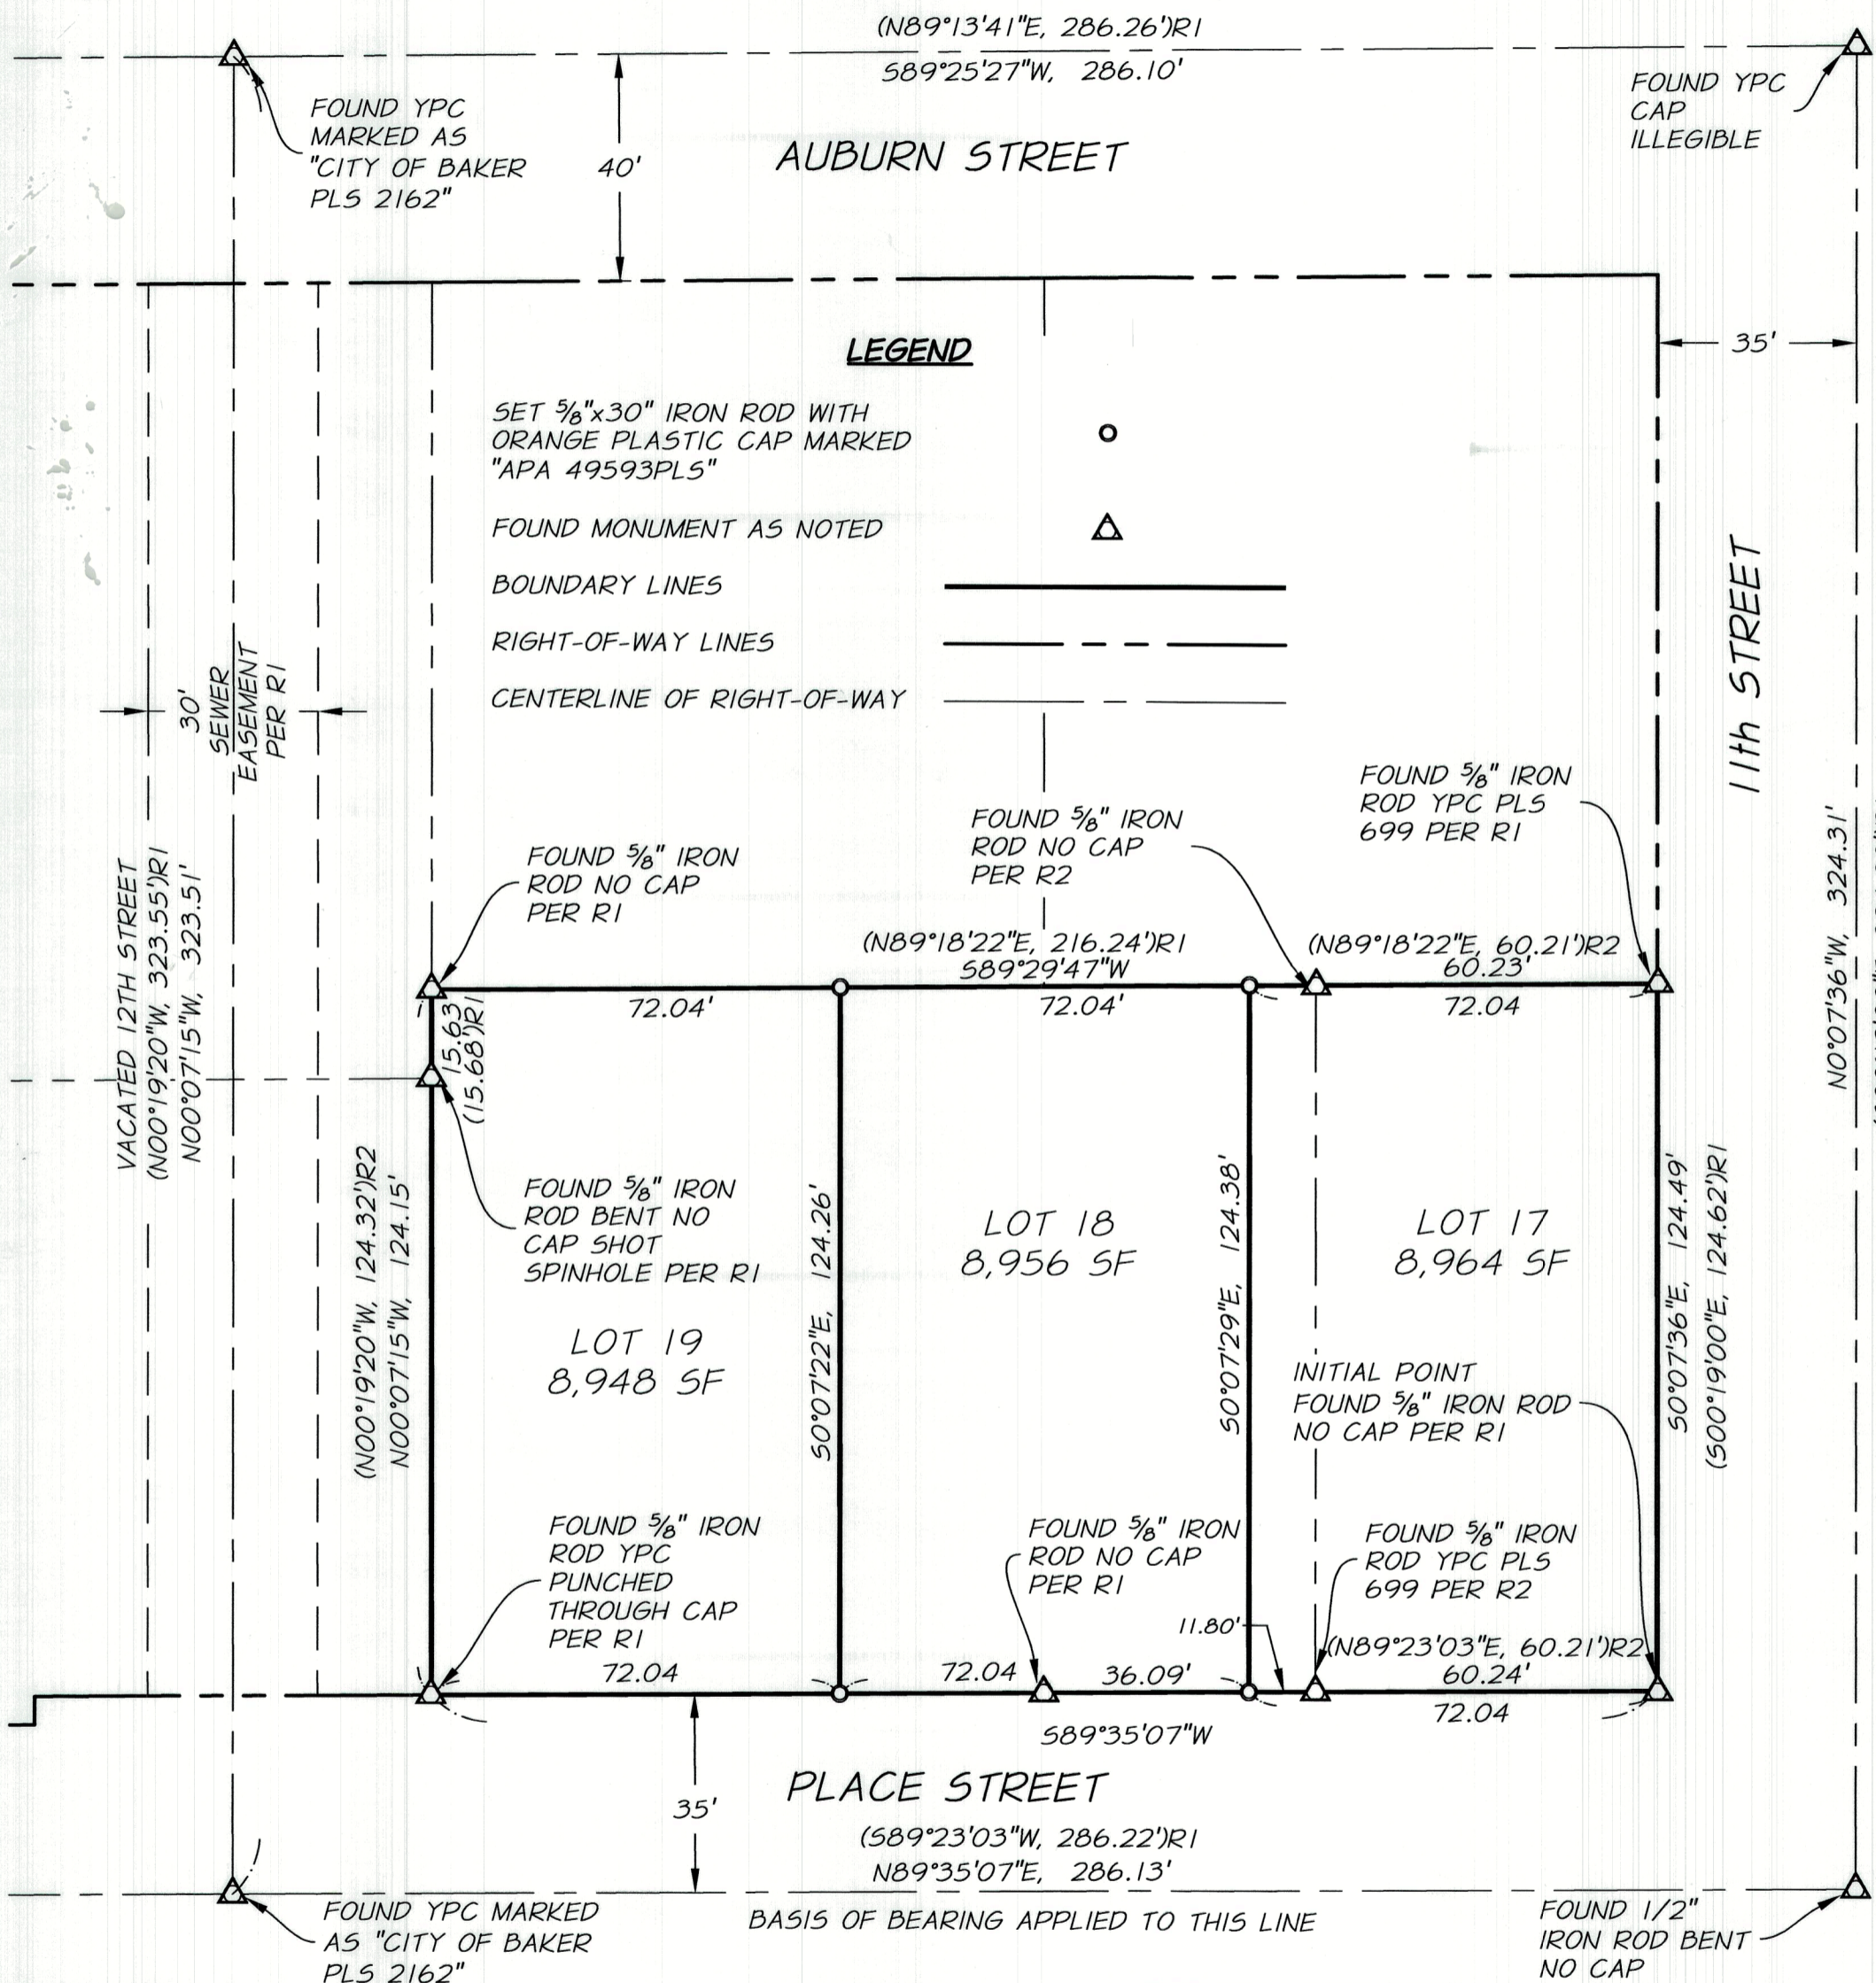 (N89°13'41"E, 286.26')R1
S89°25'27"W, 286.10'
FOUND YPC
MARKED AS
"CITY OF BAKER
PLS 2162"
40'
AUBURN STREET
FOUND YPC
CAP
ILLEGIBLE
35'
LEGEND
SET 5/8"x30" IRON ROD WITH
ORANGE PLASTIC CAP MARKED
"APA 49593PLS"
FOUND MONUMENT AS NOTED
BOUNDARY LINES
RIGHT-OF-WAY LINES
CENTERLINE OF RIGHT-OF-WAY
11th STREET
30'
SEWER
EASEMENT
PER R1
VACATED 12TH STREET
(N00°19'20"W, 323.55')R1
N00°07'15"W, 323.51'
N0°07'36"W, 324.31'
FOUND 5/8" IRON
ROD NO CAP
PER R1
FOUND 5/8" IRON
ROD NO CAP
PER R2
FOUND 5/8" IRON
ROD YPC PLS
699 PER R1
(N89°18'22"E, 216.24')R1
S89°29'47"W
(N89°18'22"E, 60.21')R2
60.23'
72.04'
72.04'
72.04
15.63
(15.68')R1
FOUND 5/8" IRON
ROD BENT NO
CAP SHOT
SPINHOLE PER R1
(N00°19'20"W, 124.32')R2
N00°07'15"W, 124.15'
S0°07'22"E, 124.26'
S0°07'29"E, 124.38'
S0°07'36"E, 124.49'
(S00°19'00"E, 124.62')R1
LOT 19
8,948 SF
LOT 18
8,956 SF
LOT 17
8,964 SF
INITIAL POINT
FOUND 5/8" IRON ROD
NO CAP PER R1
FOUND 5/8" IRON
ROD YPC
PUNCHED
THROUGH CAP
PER R1
FOUND 5/8" IRON
ROD NO CAP
PER R1
FOUND 5/8" IRON
ROD YPC PLS
699 PER R2
11.80'
(N89°23'03"E, 60.21')R2
60.24'
72.04
72.04
36.09'
72.04
S89°35'07"W
35'
PLACE STREET
(S89°23'03"W, 286.22')R1
N89°35'07"E, 286.13'
BASIS OF BEARING APPLIED TO THIS LINE
FOUND YPC MARKED
AS "CITY OF BAKER
PLS 2162"
FOUND 1/2"
IRON ROD BENT
NO CAP